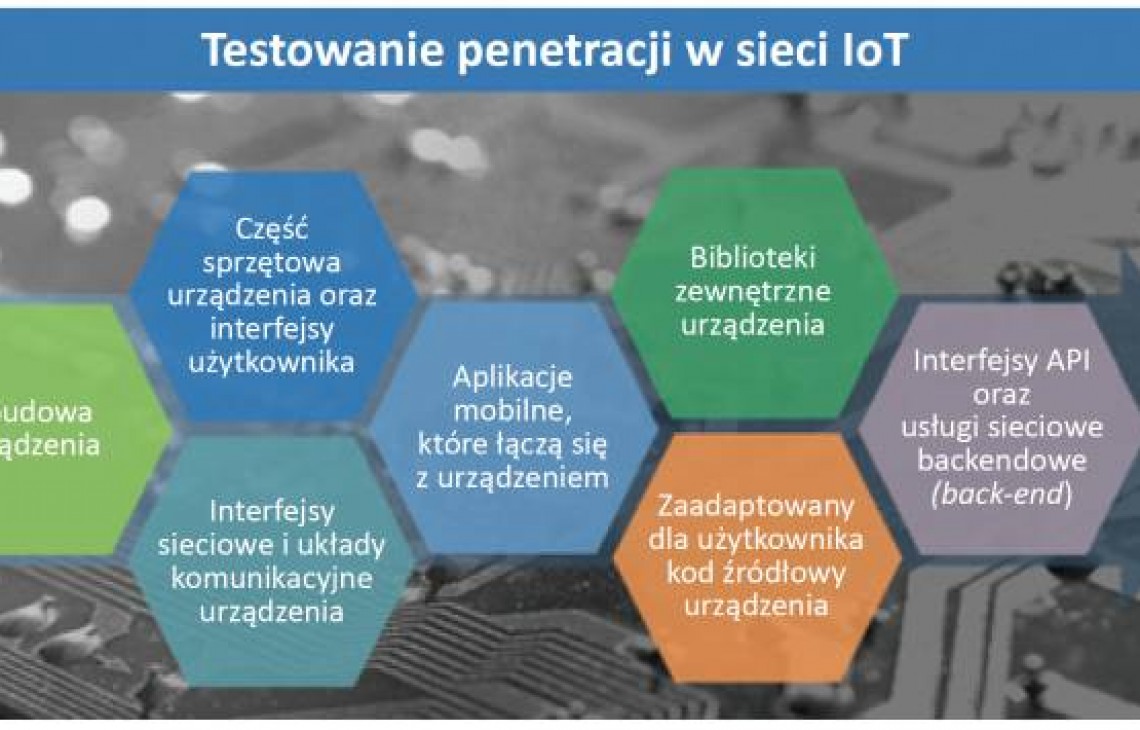 Testowanie penetracji w sieci IoT
Część
sprzętowa
urządzenia oraz
interfejsy
użytkownika
Biblioteki
zewnętrzne
urządzenia
Aplikacje
mobilne,
które łączą się
z urządzeniem
Interfejsy API
oraz
usługi sieciowe
backendowe
(back-end)
Interfejsy
sieciowe i układy
komunikacyjne
urządzenia
Zaadaptowany
dla użytkownika
kod źródłowy
urządzenia